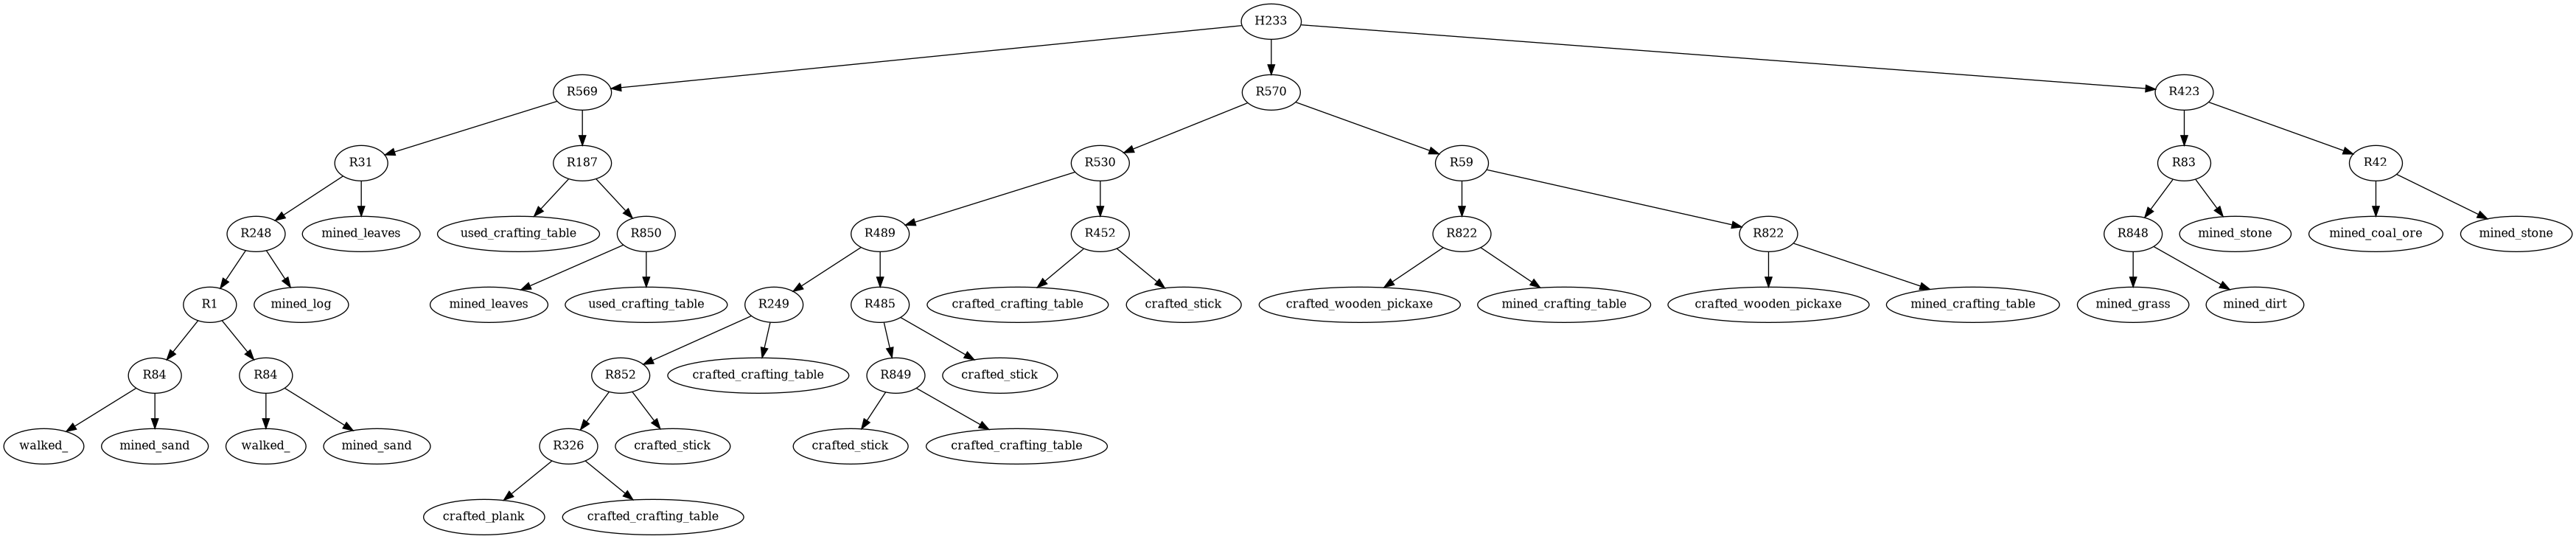 H233
R569
R570
R423
R31
R187
R530
R59
R83
R42
R248
mined_leaves
used_crafting_table
R850
R489
R452
R822
R822
R848
mined_stone
mined_coal_ore
mined_stone
R1
mined_log
mined_leaves
used_crafting_table
R249
R485
crafted_crafting_table
crafted_stick
crafted_wooden_pickaxe
mined_crafting_table
crafted_wooden_pickaxe
mined_crafting_table
mined_grass
mined_dirt
R84
R84
R852
crafted_crafting_table
R849
crafted_stick
walked_
mined_sand
walked_
mined_sand
R326
crafted_stick
crafted_stick
crafted_crafting_table
crafted_plank
crafted_crafting_table